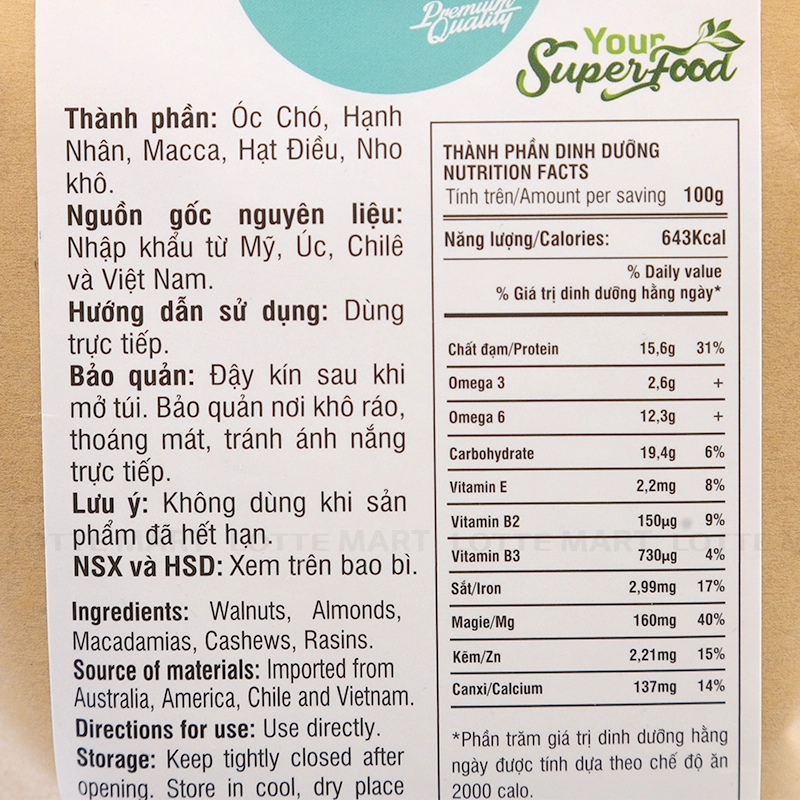 Premium
Quality
Your
SuperFood
Thành phần: Óc Chó, Hạnh
Nhân, Macca, Hạt Điều, Nho
khô.
Nguồn gốc nguyên liệu:
Nhập khẩu từ Mỹ, Úc, Chilê
và Việt Nam.
Hướng dẫn sử dụng: Dùng
trực tiếp.
Bảo quản: Đậy kín sau khi
mở túi. Bảo quản nơi khô ráo,
thoáng mát, tránh ánh nắng
trực tiếp.
Lưu ý: Không dùng khi sản
phẩm đã hết hạn.
NSX và HSD: Xem trên bao bì.
Ingredients: Walnuts, Almonds,
Macadamias, Cashews, Rasins.
Source of materials: Imported from
Australia, America, Chile and Vietnam.
Directions for use: Use directly.
Storage: Keep tightly closed after
opening. Store in cool, dry place
THÀNH PHẦN DINH DƯỠNG
NUTRITION FACTS
Tính trên/Amount per saving 100g
Năng lượng/Calories: 643Kcal
% Daily value
% Giá trị dinh dưỡng hằng ngày*
Chất đạm/Protein 15,6g 31%
Omega 3 2,6g +
Omega 6 12,3g +
Carbohydrate 19,4g 6%
Vitamin E 2,2mg 8%
Vitamin B2 150µg 9%
Vitamin B3 730µg 4%
Sắt/Iron 2,99mg 17%
Magie/Mg 160mg 40%
Kẽm/Zn 2,21mg 15%
Canxi/Calcium 137mg 14%
*Phần trăm giá trị dinh dưỡng hằng
ngày được tính dựa theo chế độ ăn
2000 calo.
LOTTE MART LOTTE MART LOTTE MART LOTTE MART